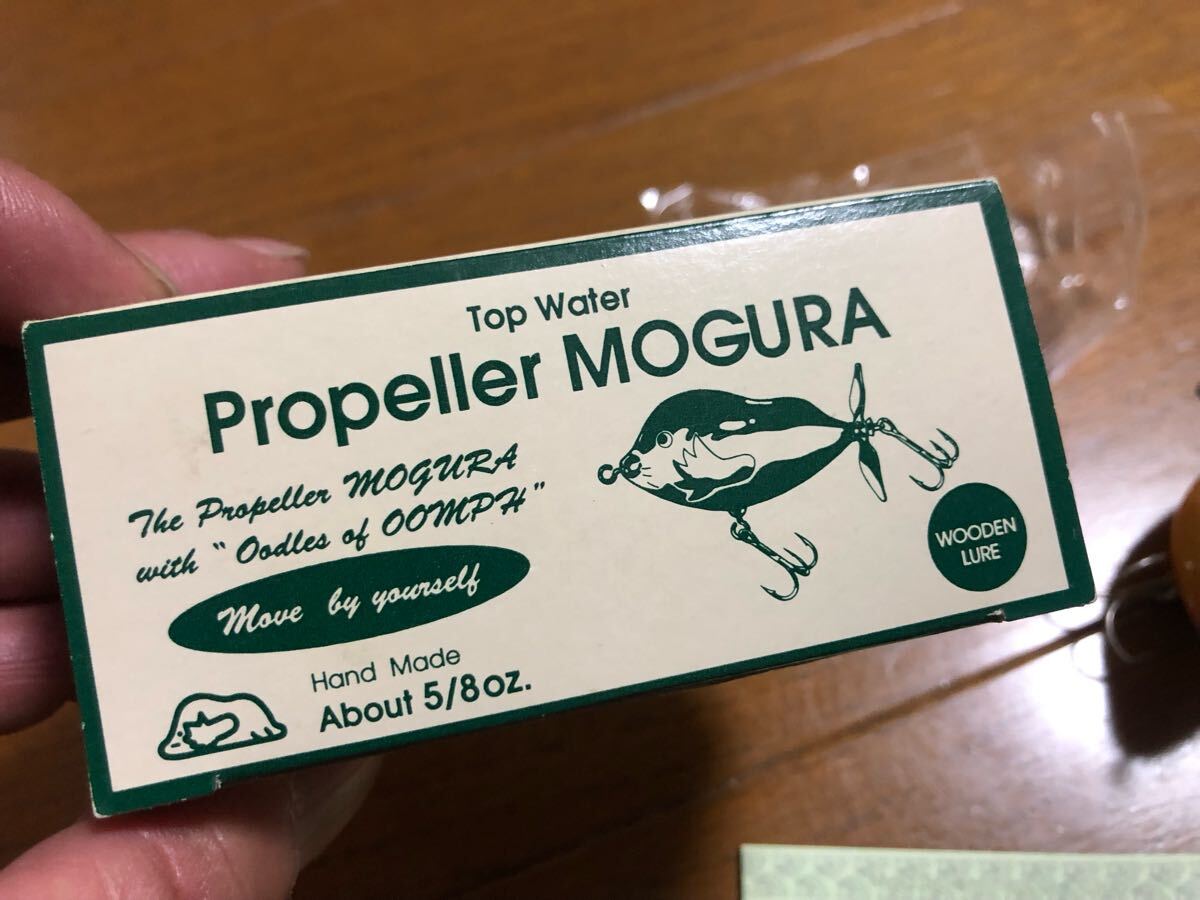 Top Water
Propeller MOGURA
The Propeller MOGURA
with "Oodles of OOMPH"
Move by yourself
Hand Made
About 5/8oz.
WOODEN
LURE